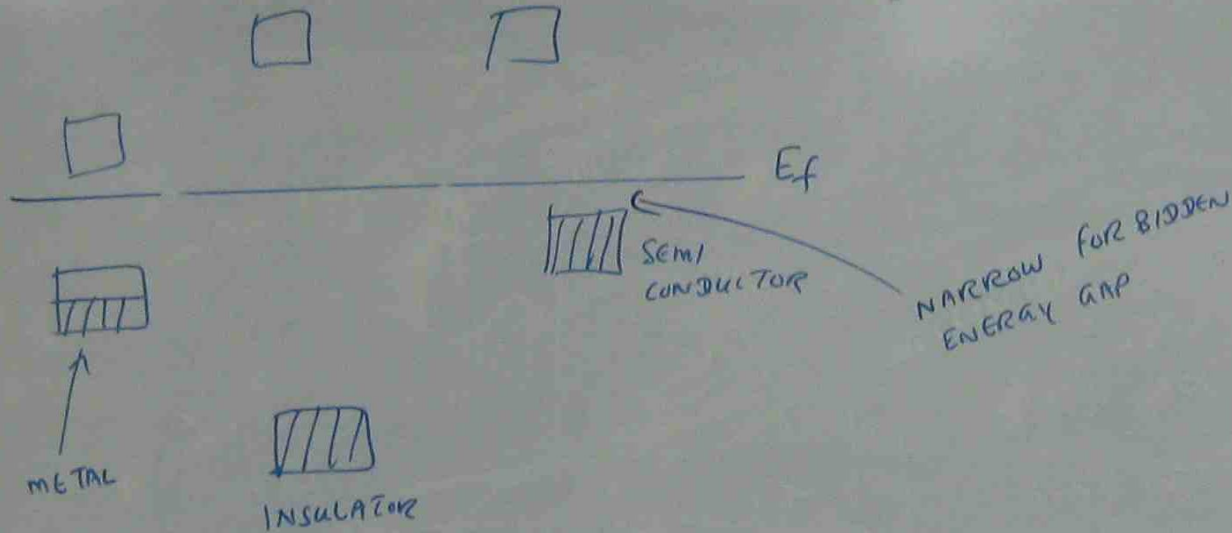 Ef
SEMI
CONDUCTOR
NARROW FORBIDDEN
ENERGY GAP
METAL
INSULATOR